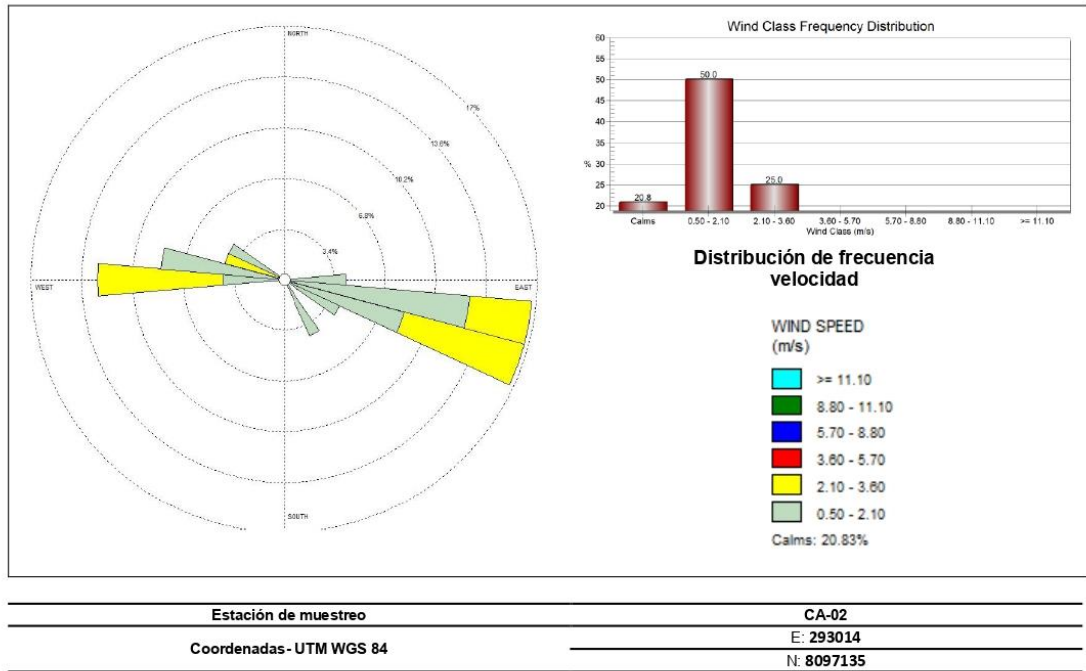 NORTH
17%
13.6%
10.2%
6.8%
3.4%
WEST
EAST
SOUTH
Wind Class Frequency Distribution
60
55
50
45
40
35
% 30
25
20
20.8
50.0
25.0
Calms
0.50 - 2.10
2.10 - 3.60
3.60 - 5.70
5.70 - 8.80
8.80 - 11.10
>= 11.10
Wind Class (m/s)
Distribución de frecuencia
velocidad
WIND SPEED
(m/s)
>= 11.10
8.80 - 11.10
5.70 - 8.80
3.60 - 5.70
2.10 - 3.60
0.50 - 2.10
Calms: 20.83%
Estación de muestreo
CA-02
Coordenadas- UTM WGS 84
E: 293014
N: 8097135